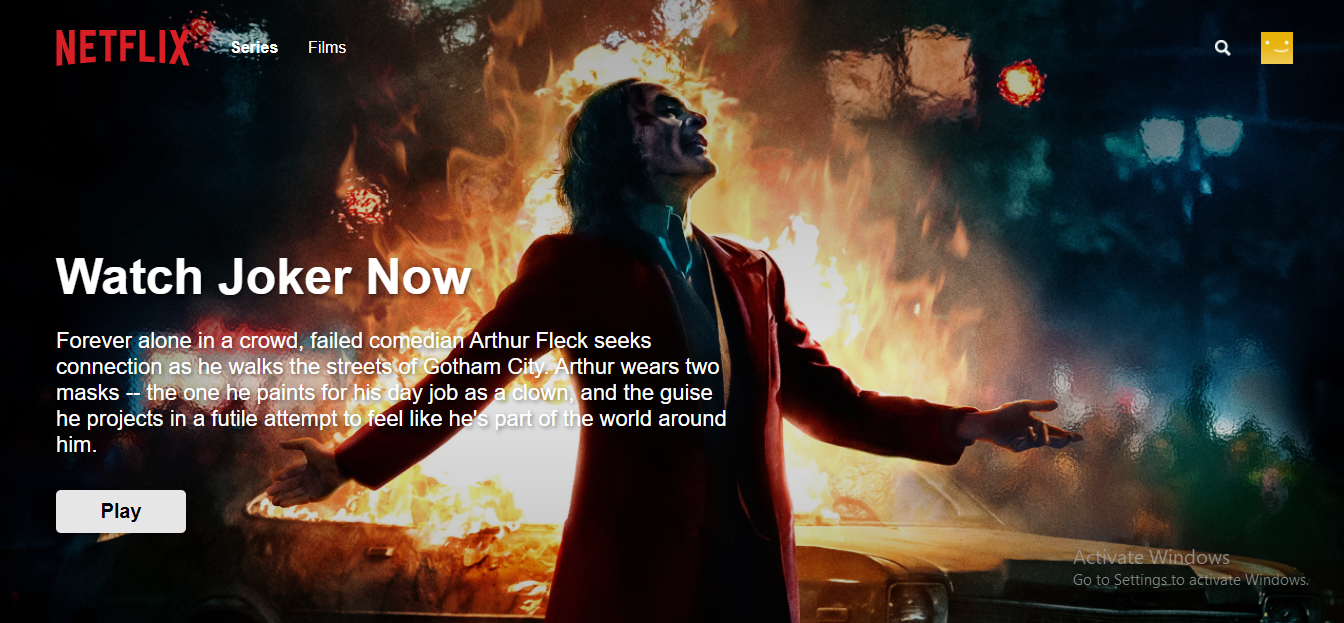 NETFLIX Series Films
Watch Joker Now
Forever alone in a crowd, failed comedian Arthur Fleck seeks
connection as he walks the streets of Gotham City. Arthur wears two
masks -- the one he paints for his day job as a clown, and the guise
he projects in a futile attempt to feel like he's part of the world around
him.
Play
Activate Windows
Go to Settings to activate Windows.